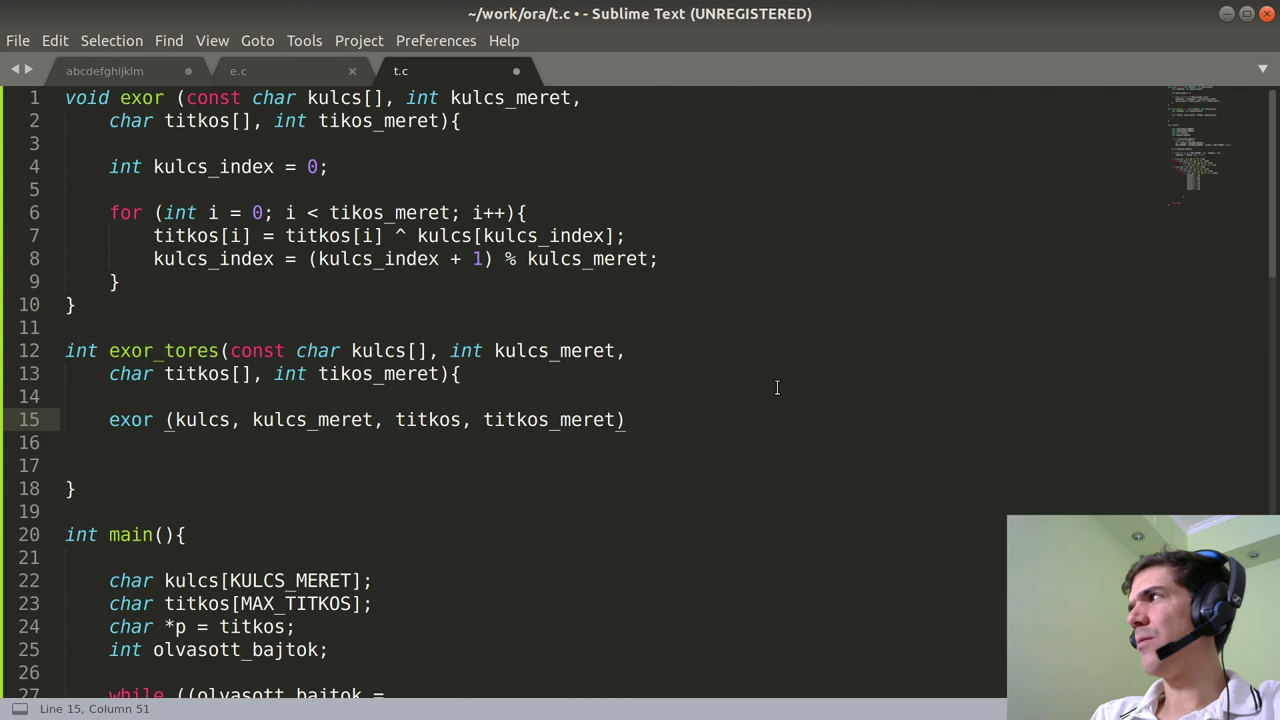 ~/work/ora/t.c • - Sublime Text (UNREGISTERED)
File Edit Selection Find View Goto Tools Project Preferences Help
abcdefghijklm e.c t.c
1 void exor (const char kulcs[], int kulcs_meret,
2 char titkos[], int tikos_meret){
3
4 int kulcs_index = 0;
5
6 for (int i = 0; i < tikos_meret; i++){
7 titkos[i] = titkos[i] ^ kulcs[kulcs_index];
8 kulcs_index = (kulcs_index + 1) % kulcs_meret;
9 }
10 }
11
12 int exor_tores(const char kulcs[], int kulcs_meret,
13 char titkos[], int tikos_meret){
14
15 exor (kulcs, kulcs_meret, titkos, titkos_meret)
16
17
18 }
19
20 int main(){
21
22 char kulcs[KULCS_MERET];
23 char titkos[MAX_TITKOS];
24 char *p = titkos;
25 int olvasott_bajtok;
26
27 while ((olvasott_bajtok =
Line 15, Column 51